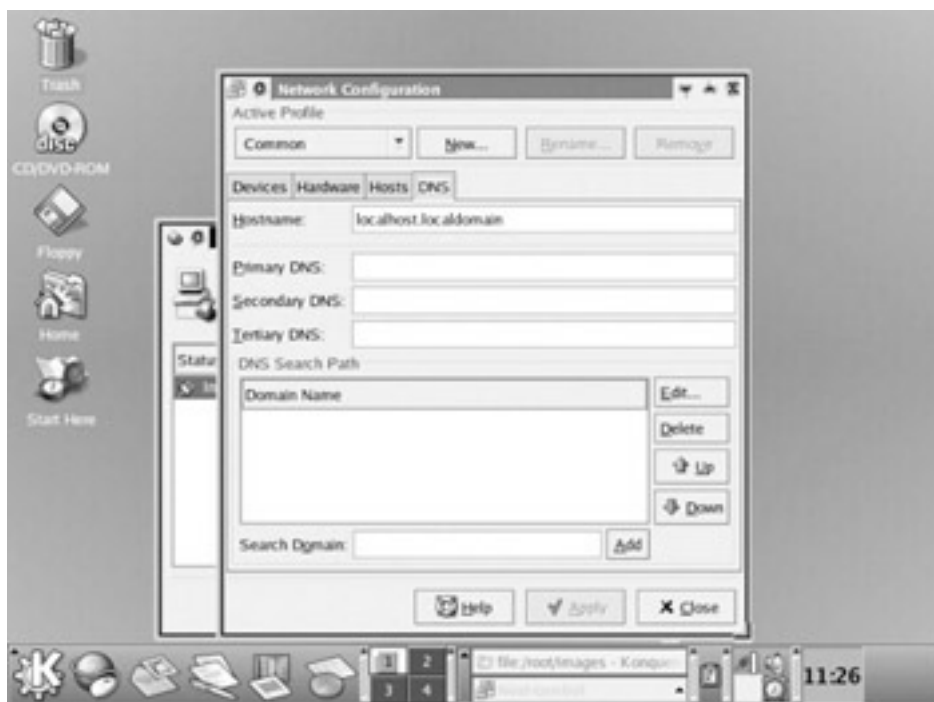 Trash
disc
CD/DVD-ROM
Floppy
Home
Start Here
Network Configuration
Active Profile
Common New... Rename... Remove
Devices Hardware Hosts DNS
Hostname: localhost.localdomain
Primary DNS:
Secondary DNS:
Tertiary DNS:
Statu
DNS Search Path
Domain Name
Edit...
Delete
Up
Down
Search Domain: Add
Help Apply Close
1 2
3 4
file:/root/images - Konque
11:26